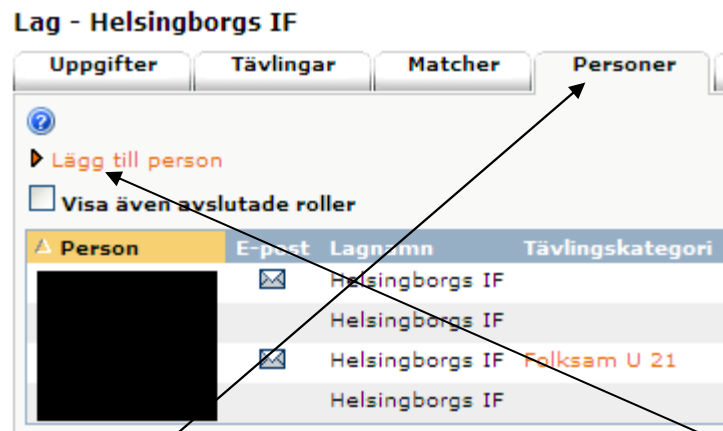 Lag - Helsingborgs IF
Uppgifter Tävlingar Matcher Personer
Lägg till person
Visa även avslutade roller
Person E-post Lagnamn Tävlingskategori
Helsingborgs IF
Helsingborgs IF
Helsingborgs IF Folksam U 21
Helsingborgs IF